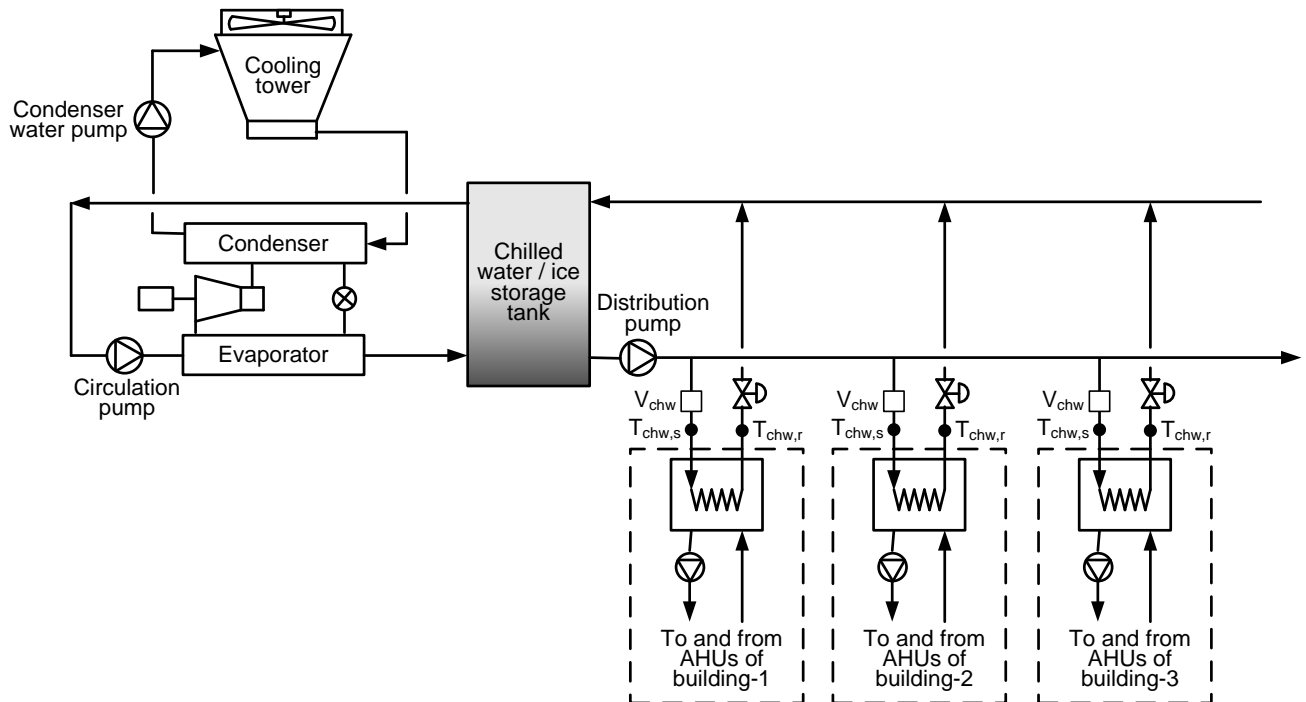 Cooling
tower
Condenser
water pump
Condenser
Evaporator
Circulation
pump
Chilled
water / ice
storage
tank
Distribution
pump
Vchw
Tchw,s
Tchw,r
Vchw
Tchw,s
Tchw,r
Vchw
Tchw,s
Tchw,r
To and from
AHUs of
building-1
To and from
AHUs of
building-2
To and from
AHUs of
building-3